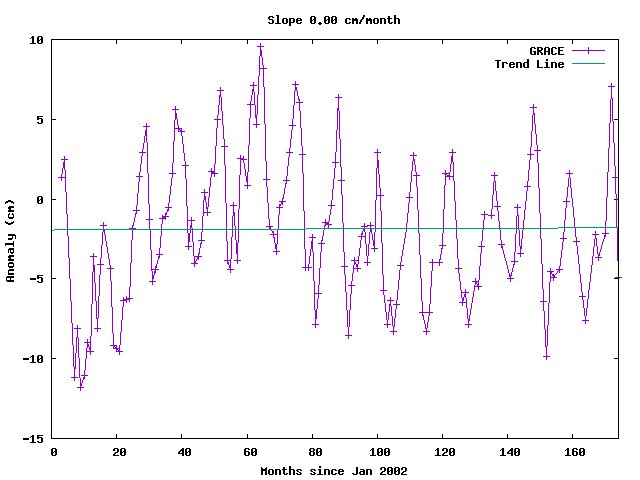 Slope 0.00 cm/month
GRACE
Trend Line
10
5
0
-5
-10
-15
Anomaly (cm)
0 20 40 60 80 100 120 140 160
Months since Jan 2002